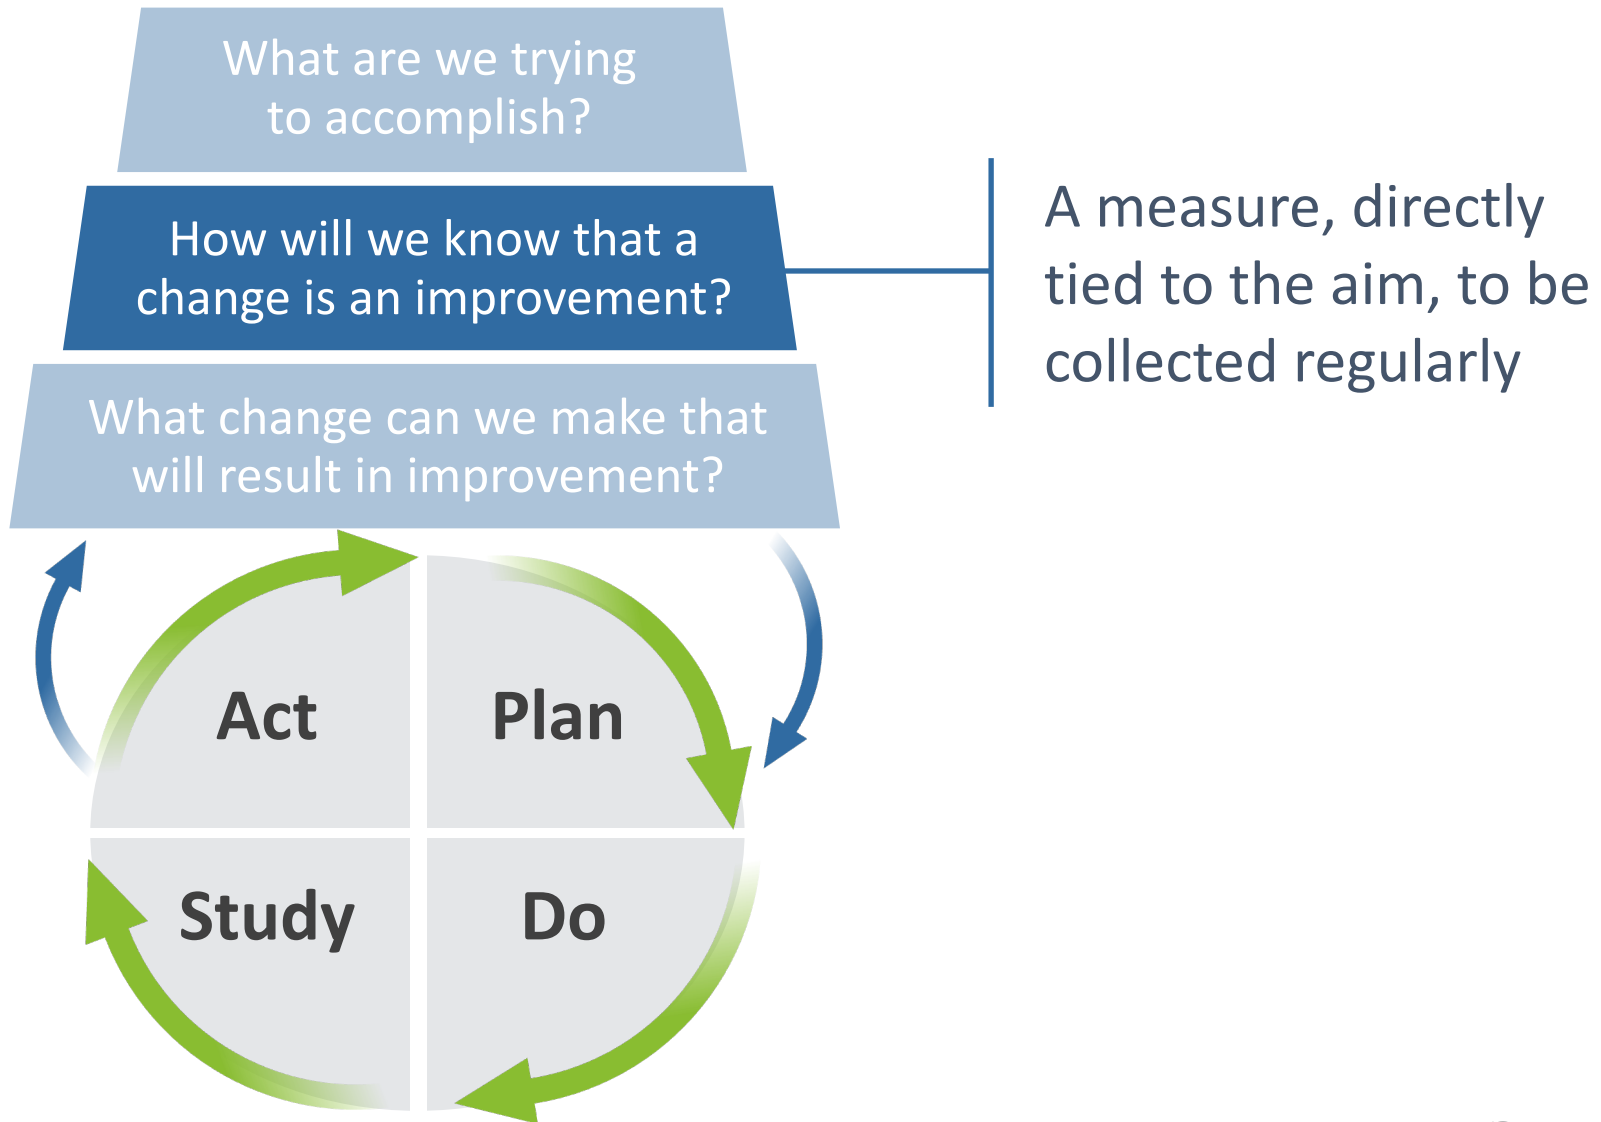 What are we trying
to accomplish?
How will we know that a
change is an improvement?
A measure, directly
tied to the aim, to be
collected regularly
What change can we make that
will result in improvement?
Act
Plan
Study
Do